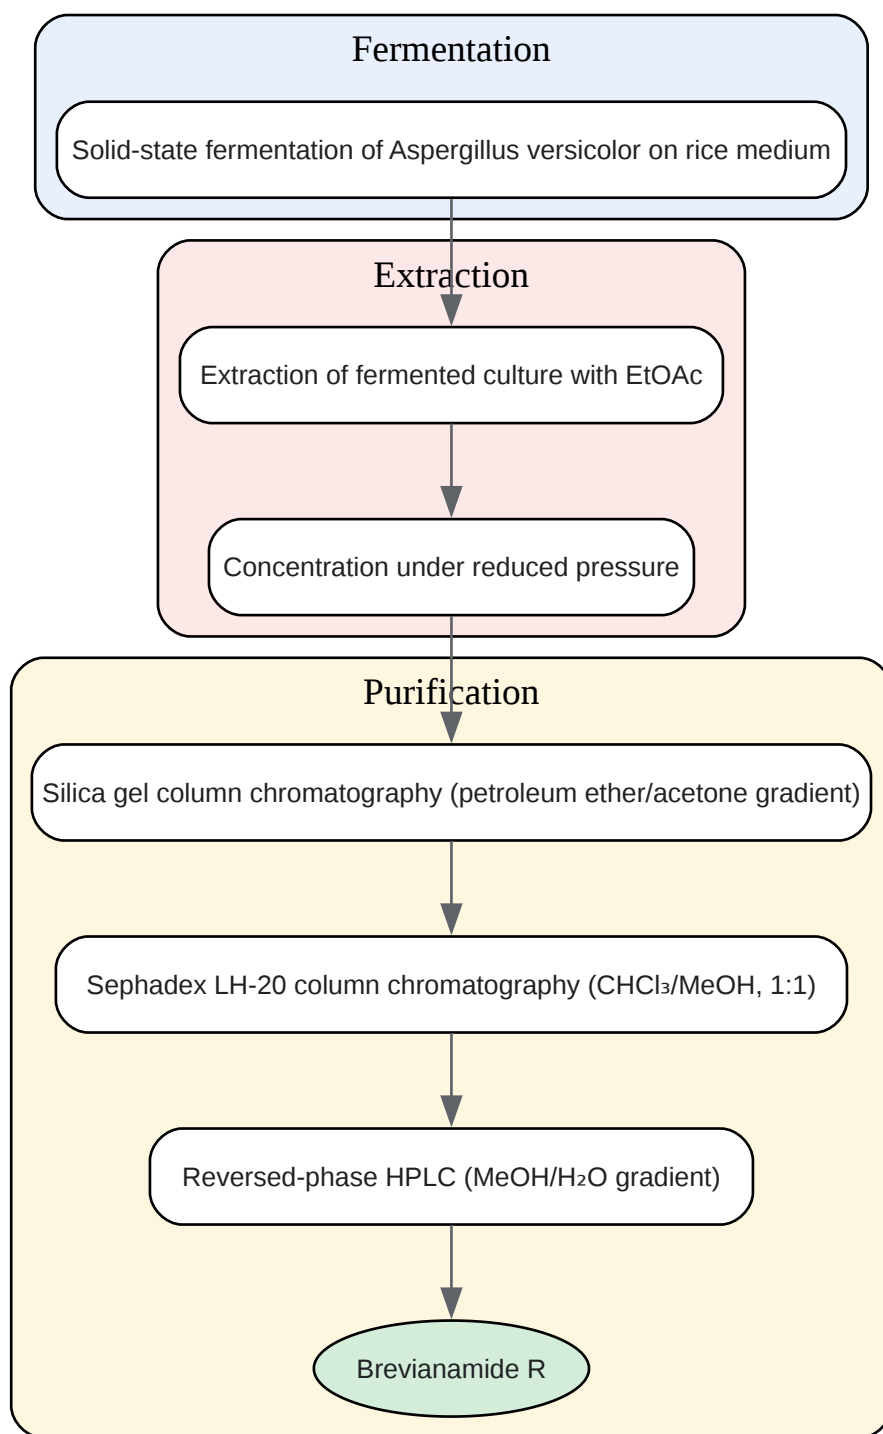 Fermentation
Solid-state fermentation of Aspergillus versicolor on rice medium
Extraction
Extraction of fermented culture with EtOAc
Concentration under reduced pressure
Purification
Silica gel column chromatography (petroleum ether/acetone gradient)
Sephadex LH-20 column chromatography (CHCl₃/MeOH, 1:1)
Reversed-phase HPLC (MeOH/H₂O gradient)
Brevianamide R